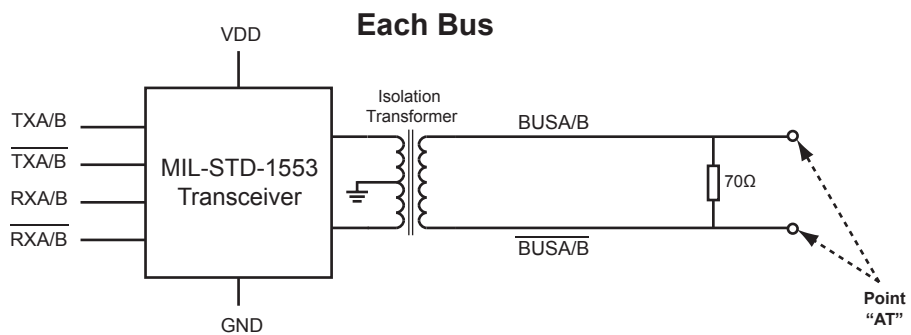 Each Bus
VDD
Isolation
Transformer
TXA/B
TXA/B
RXA/B
RXA/B
MIL-STD-1553
Transceiver
BUSA/B
70Ω
BUSA/B
GND
Point
“AT”